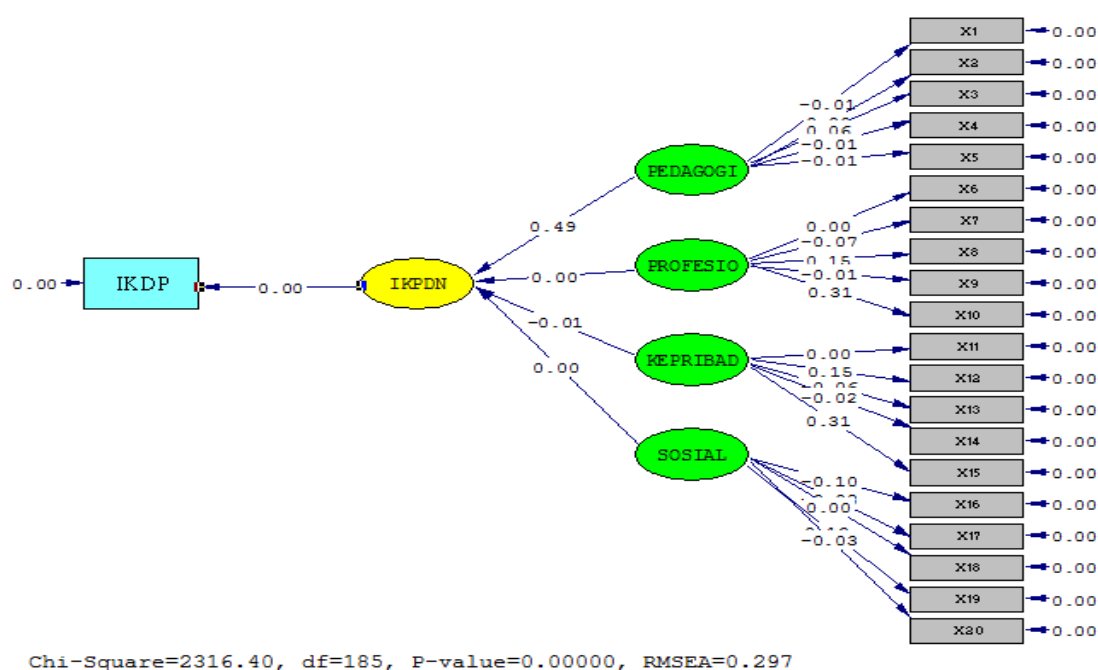 X1 0.00
X2 0.00
X3 0.00
X4 0.00
X5 0.00
X6 0.00
X7 0.00
X8 0.00
X9 0.00
X10 0.00
X11 0.00
X12 0.00
X13 0.00
X14 0.00
X15 0.00
X16 0.00
X17 0.00
X18 0.00
X19 0.00
X20 0.00
-0.01
0.06
-0.01
-0.01
PEDAGOGI
0.49
0.00
-0.07
0.15
-0.01
0.31
PROFESIO
0.00
0.00
0.15
-0.02
0.31
KEPRIBAD
-0.01
-0.10
0.00
-0.03
SOSIAL
0.00
IKPDN
0.00
IKDP
0.00
Chi-Square=2316.40, df=185, P-value=0.00000, RMSEA=0.297